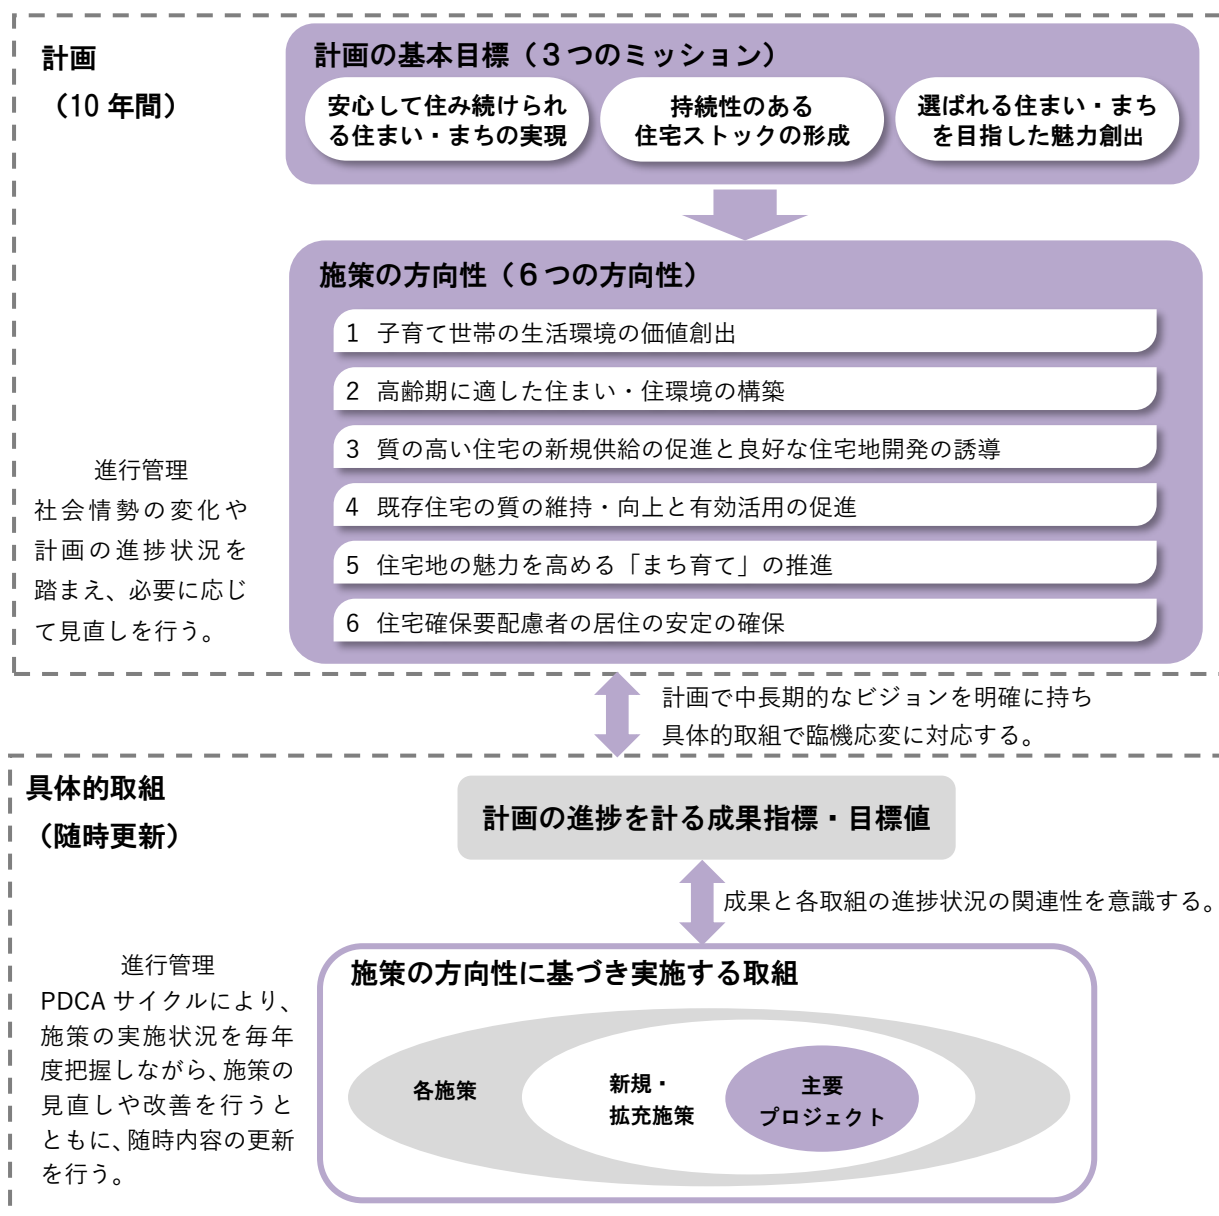 計画
（10 年間）
計画の基本目標（３つのミッション）
安心して住み続けられ
る住まい・まちの実現
持続性のある
住宅ストックの形成
選ばれる住まい・まち
を目指した魅力創出
施策の方向性（６つの方向性）
1 子育て世帯の生活環境の価値創出
2 高齢期に適した住まい・住環境の構築
3 質の高い住宅の新規供給の促進と良好な住宅地開発の誘導
4 既存住宅の質の維持・向上と有効活用の促進
5 住宅地の魅力を高める「まち育て」の推進
6 住宅確保要配慮者の居住の安定の確保
進行管理
社会情勢の変化や
計画の進捗状況を
踏まえ、必要に応じ
て見直しを行う。
計画で中長期的なビジョンを明確に持ち
具体的取組で臨機応変に対応する。
具体的取組
（随時更新）
計画の進捗を計る成果指標・目標値
成果と各取組の進捗状況の関連性を意識する。
進行管理
PDCA サイクルにより、
施策の実施状況を毎年
度把握しながら、施策の
見直しや改善を行うと
ともに、随時内容の更新
を行う。
施策の方向性に基づき実施する取組
各施策
新規・
拡充施策
主要
プロジェクト